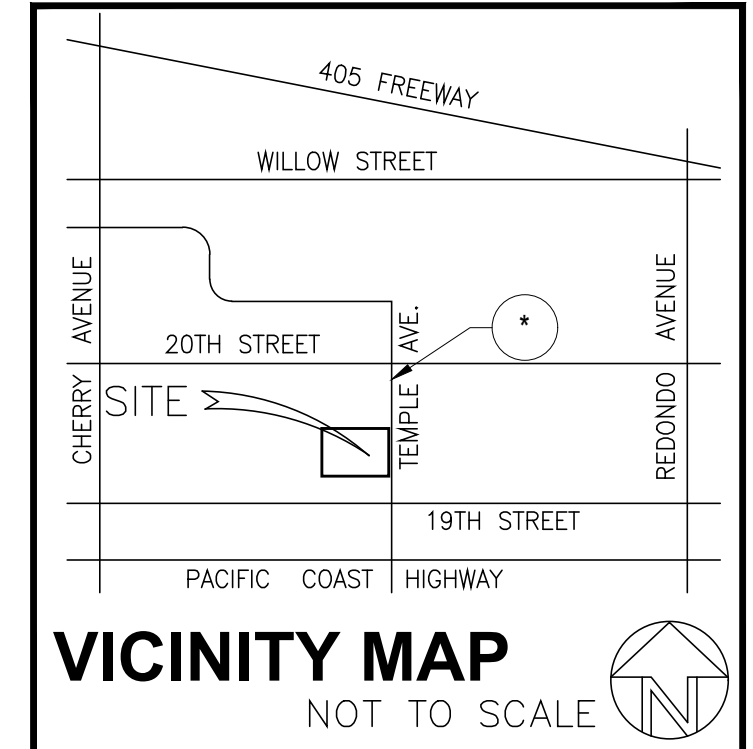 405 FREEWAY
WILLOW STREET
CHERRY AVENUE
20TH STREET
TEMPLE AVE.
*
REDONDO AVENUE
SITE
19TH STREET
PACIFIC COAST HIGHWAY
VICINITY MAP
NOT TO SCALE
N